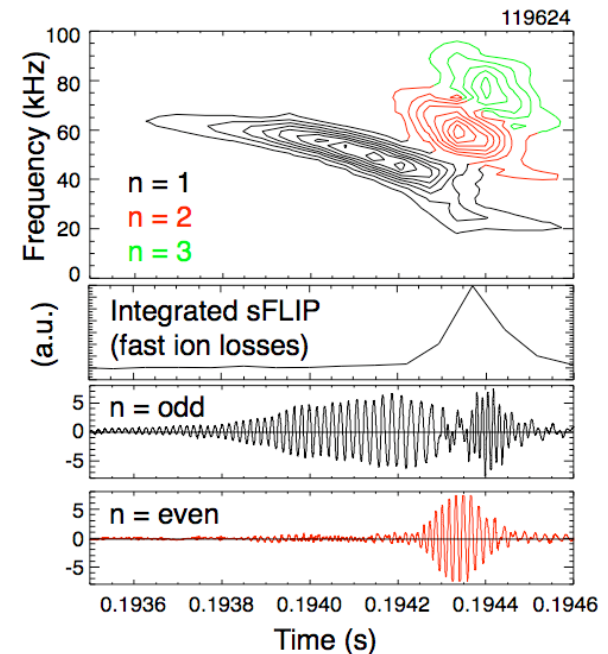 119624
Frequency (kHz)
100
80
60
40
20
0
n = 1
n = 2
n = 3
(a.u.)
Integrated sFLIP
(fast ion losses)
5
0
-5
n = odd
5
0
-5
n = even
0.1936 0.1938 0.1940 0.1942 0.1944 0.1946
Time (s)